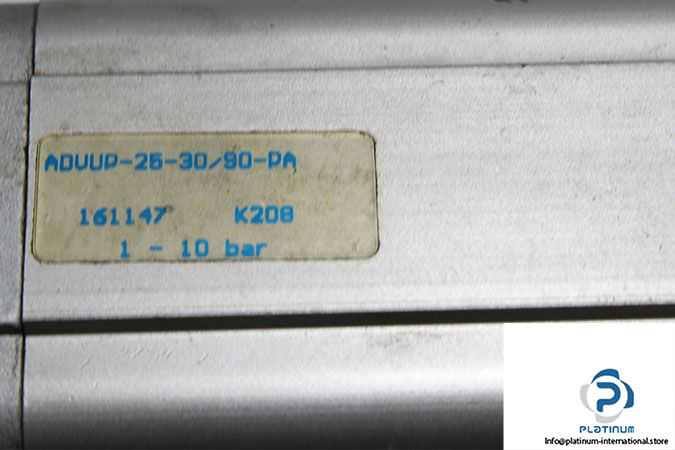 ADVUP-25-30/90-PA
161147 K208
1 - 10 bar
PLATINUM
Info@platinum-international.store